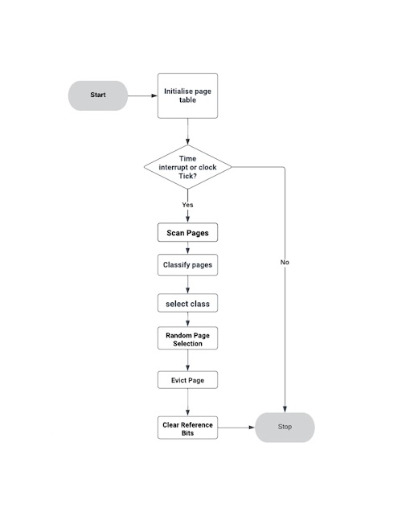 Start
Initialise page
table
Time
interrupt or clock
Tick?
Yes
Scan Pages
Classify pages
No
select class
Random Page
Selection
Evict Page
Clear Reference
Bits
Stop